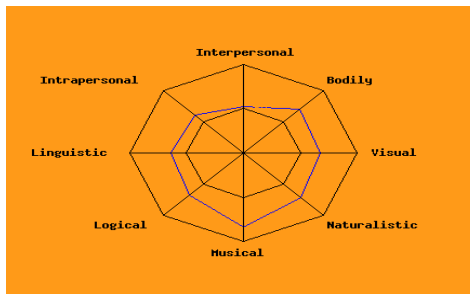 Interpersonal
Intrapersonal
Bodily
Linguistic
Visual
Logical
Naturalistic
Musical